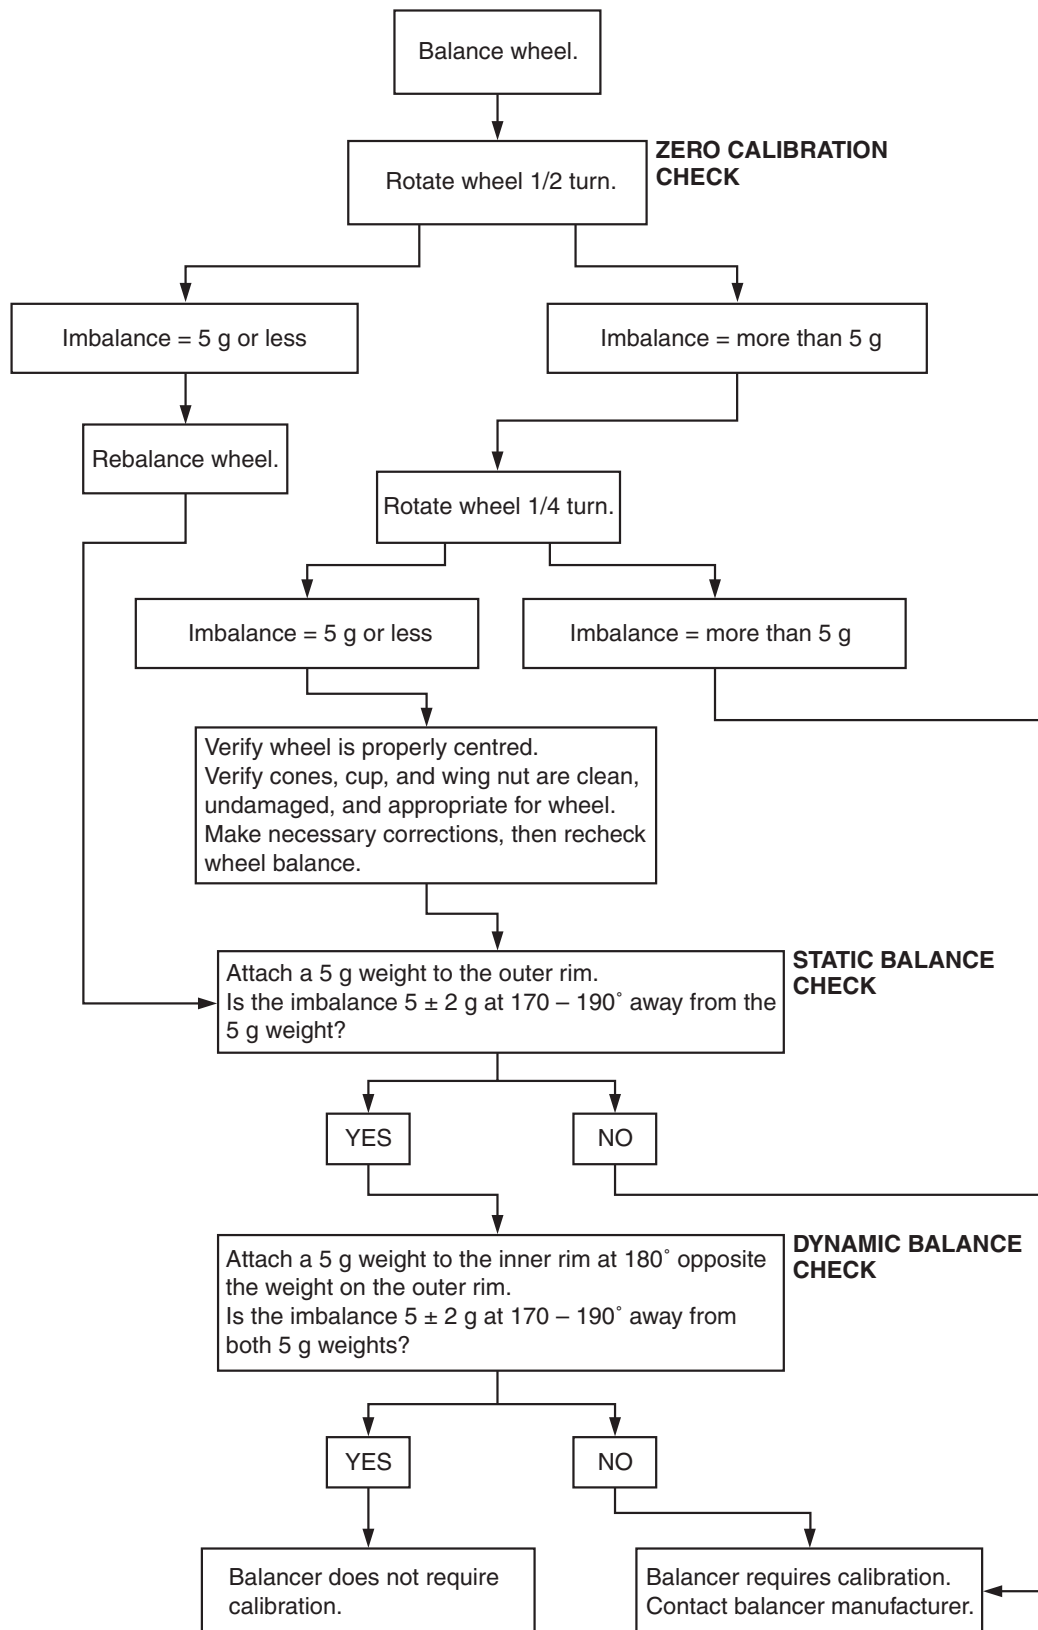 Balance wheel.
ZERO CALIBRATION
CHECK
Rotate wheel 1/2 turn.
Imbalance = 5 g or less
Imbalance = more than 5 g
Rebalance wheel.
Rotate wheel 1/4 turn.
Imbalance = 5 g or less
Imbalance = more than 5 g
Verify wheel is properly centred.
Verify cones, cup, and wing nut are clean,
undamaged, and appropriate for wheel.
Make necessary corrections, then recheck
wheel balance.
STATIC BALANCE
CHECK
Attach a 5 g weight to the outer rim.
Is the imbalance 5 ± 2 g at 170 – 190˚ away from the
5 g weight?
YES
NO
DYNAMIC BALANCE
CHECK
Attach a 5 g weight to the inner rim at 180˚ opposite
the weight on the outer rim.
Is the imbalance 5 ± 2 g at 170 – 190˚ away from
both 5 g weights?
YES
NO
Balancer does not require
calibration.
Balancer requires calibration.
Contact balancer manufacturer.